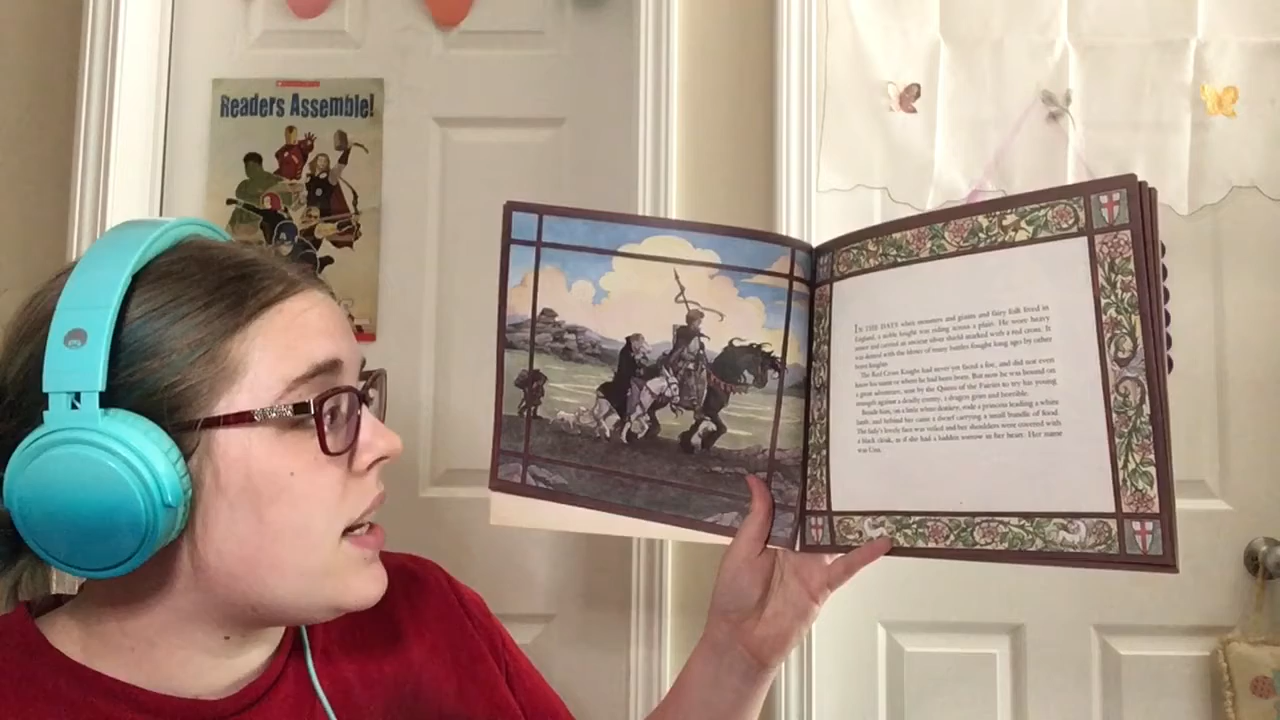 Readers Assemble!
IN THE DAYS when monsters and giants and fairy folk lived in
England, a noble knight was riding across a plain. He wore heavy
armor and carried an ancient silver shield marked with a red cross. It
was dented with the blows of many battles fought long ago by other
brave knights.
The Red Cross Knight had never yet faced a foe, and did not even
know his name or where he had been born. But now he was bound on
a great adventure, sent by the Queen of the Fairies to try his young
strength against a deadly enemy, a dragon grim and horrible.
Beside him, on a little white donkey, rode a princess leading a white
lamb, and behind her came a dwarf carrying a small bundle of food.
The lady's lovely face was veiled and her shoulders were covered with
a black cloak, as if she had a hidden sorrow in her heart. Her name
was Una.